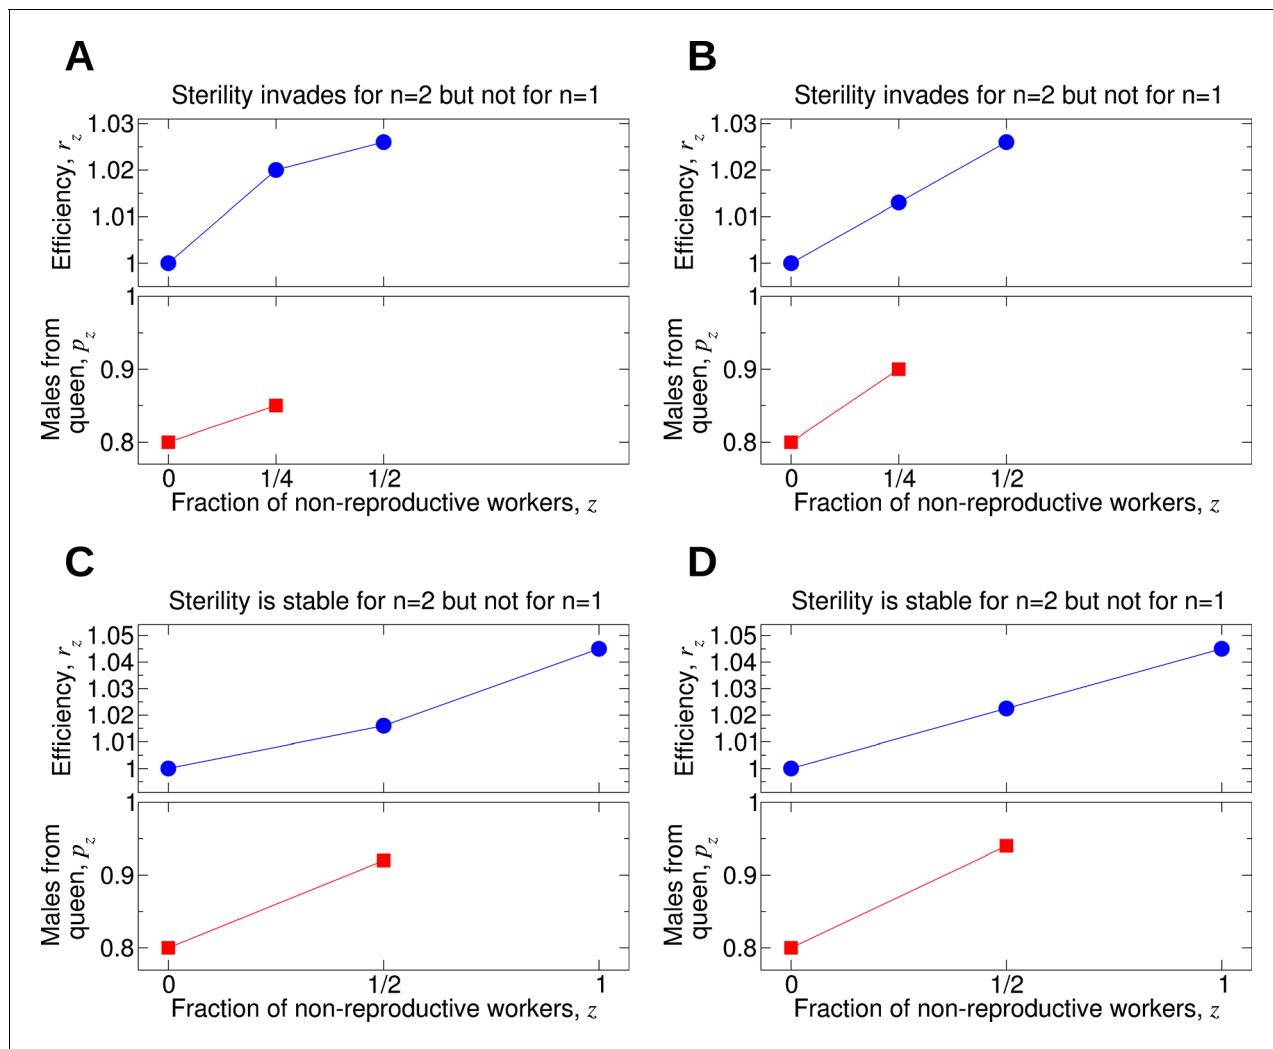 A
Sterility invades for n=2 but not for n=1
Efficiency, r_z
1.03
1.02
1.01
1
Males from
queen, p_z
1
0.9
0.8
0
1/4
1/2
Fraction of non-reproductive workers, z
B
Sterility invades for n=2 but not for n=1
Efficiency, r_z
1.03
1.02
1.01
1
Males from
queen, p_z
1
0.9
0.8
0
1/4
1/2
Fraction of non-reproductive workers, z
C
Sterility is stable for n=2 but not for n=1
Efficiency, r_z
1.05
1.04
1.03
1.02
1.01
1
Males from
queen, p_z
1
0.9
0.8
0
1/2
1
Fraction of non-reproductive workers, z
D
Sterility is stable for n=2 but not for n=1
Efficiency, r_z
1.05
1.04
1.03
1.02
1.01
1
Males from
queen, p_z
1
0.9
0.8
0
1/2
1
Fraction of non-reproductive workers, z